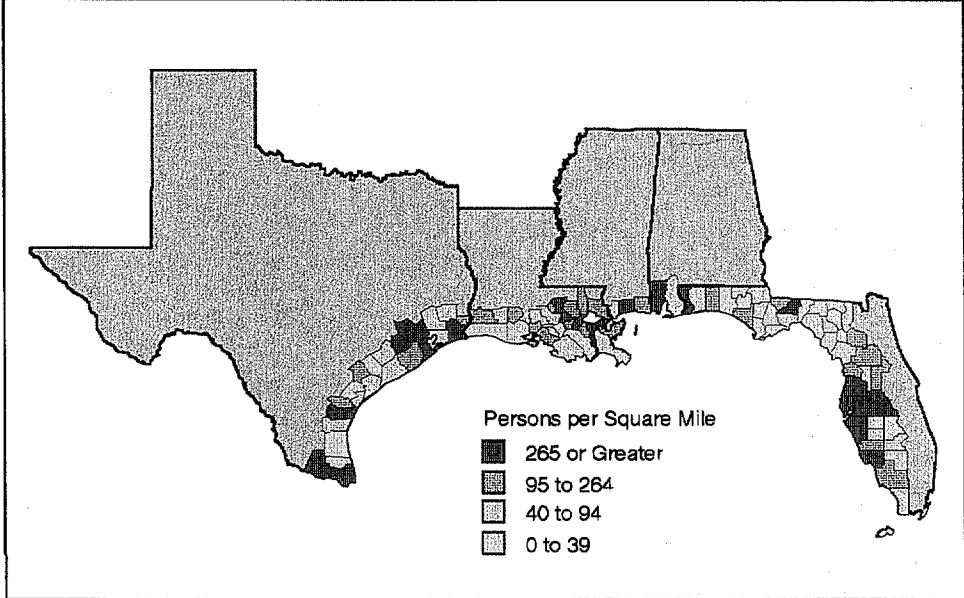 Persons per Square Mile
265 or Greater
95 to 264
40 to 94
0 to 39